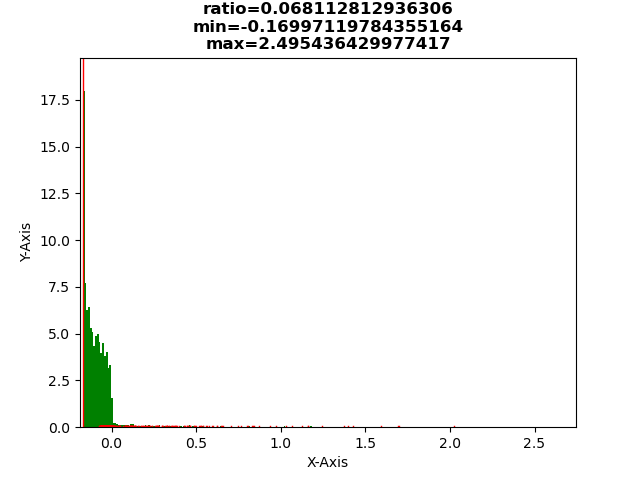 ratio=0.068112812936306
min=-0.16997119784355164
max=2.495436429977417
17.5
15.0
12.5
10.0
7.5
5.0
2.5
0.0
Y-Axis
0.0 0.5 1.0 1.5 2.0 2.5
X-Axis